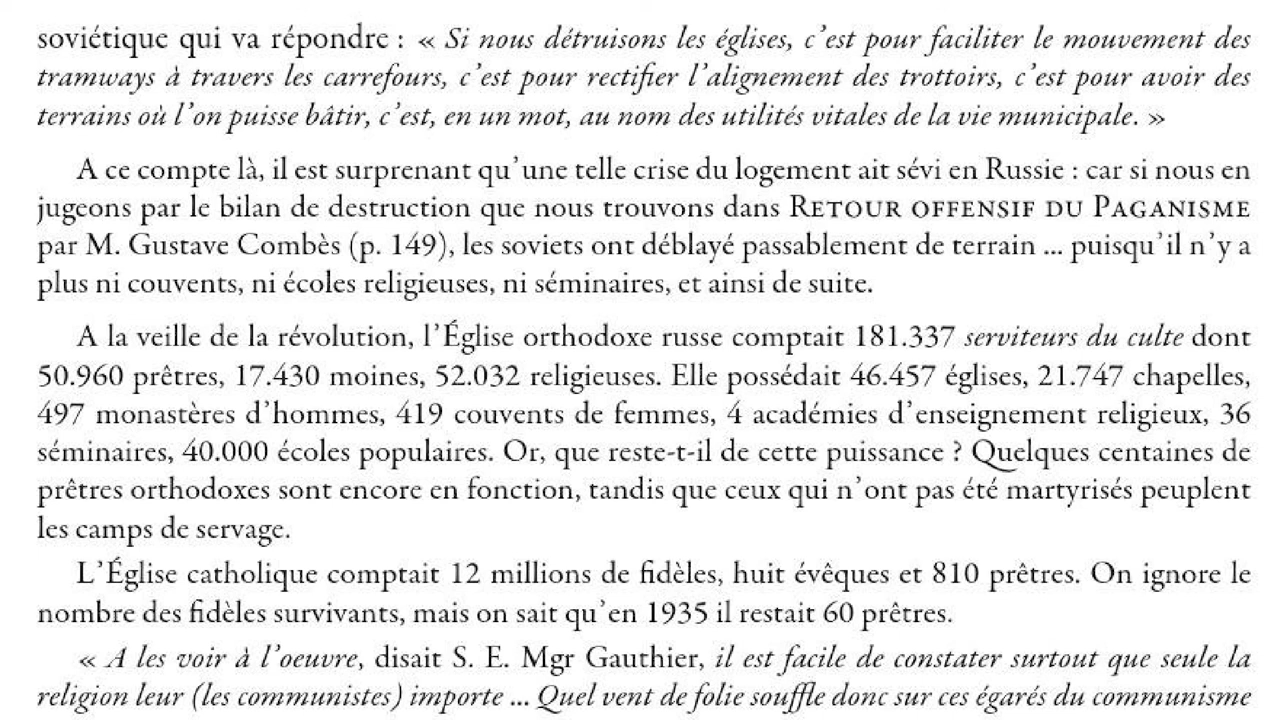 soviétique qui va répondre : « Si nous détruisons les églises, c’est pour faciliter le mouvement des
tramways à travers les carrefours, c’est pour rectifier l’alignement des trottoirs, c’est pour avoir des
terrains où l’on puisse bâtir, c’est, en un mot, au nom des utilités vitales de la vie municipale. »
A ce compte là, il est surprenant qu’une telle crise du logement ait sévi en Russie : car si nous en
jugeons par le bilan de destruction que nous trouvons dans RETOUR OFFENSIF DU PAGANISME
par M. Gustave Combès (p. 149), les soviets ont déblayé passablement de terrain ... puisqu’il n’y a
plus ni couvents, ni écoles religieuses, ni séminaires, et ainsi de suite.
A la veille de la révolution, l’Église orthodoxe russe comptait 181.337 serviteurs du culte dont
50.960 prêtres, 17.430 moines, 52.032 religieuses. Elle possédait 46.457 églises, 21.747 chapelles,
497 monastères d’hommes, 419 couvents de femmes, 4 académies d’enseignement religieux, 36
séminaires, 40.000 écoles populaires. Or, que reste-t-il de cette puissance ? Quelques centaines de
prêtres orthodoxes sont encore en fonction, tandis que ceux qui n’ont pas été martyrisés peuplent
les camps de servage.
L’Église catholique comptait 12 millions de fidèles, huit évêques et 810 prêtres. On ignore le
nombre des fidèles survivants, mais on sait qu’en 1935 il restait 60 prêtres.
« A les voir à l’oeuvre, disait S. E. Mgr Gauthier, il est facile de constater surtout que seule la
religion leur (les communistes) importe ... Quel vent de folie souffle donc sur ces égarés du communisme